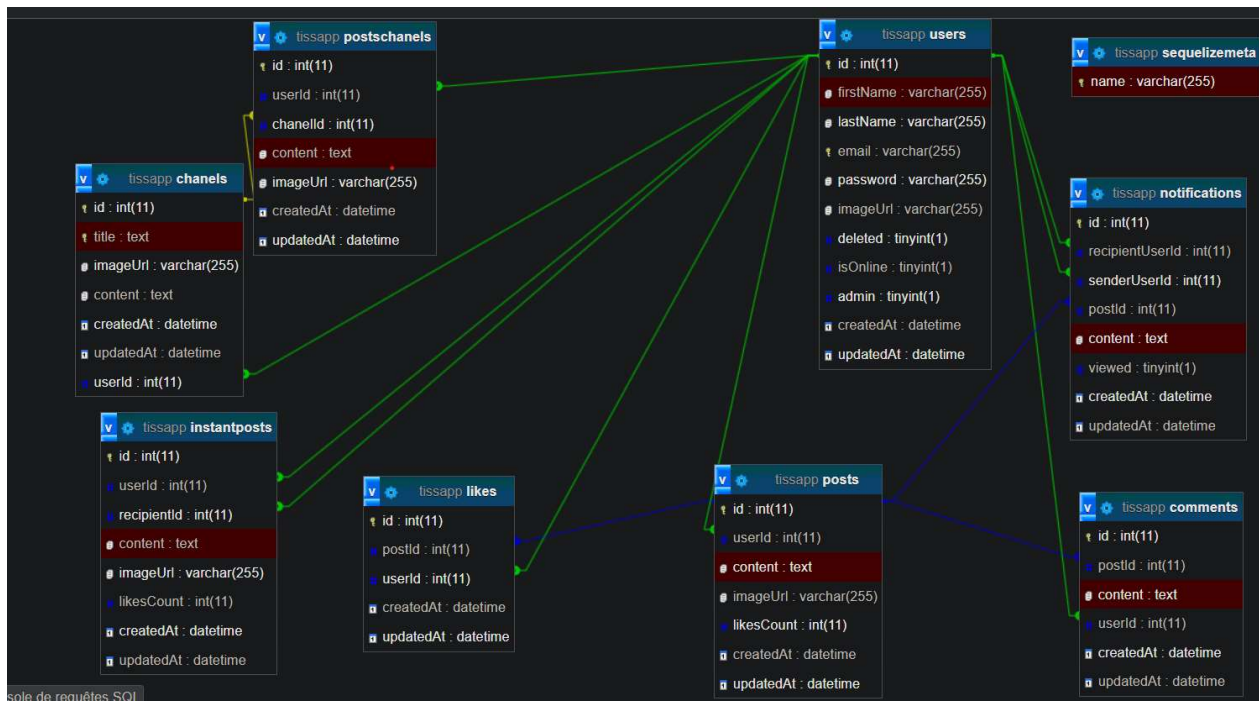 tissapp postschanels
id : int(11)
userId : int(11)
chanelId : int(11)
content : text
imageUrl : varchar(255)
createdAt : datetime
updatedAt : datetime
tissapp users
id : int(11)
firstName : varchar(255)
lastName : varchar(255)
email : varchar(255)
password : varchar(255)
imageUrl : varchar(255)
deleted : tinyint(1)
isOnline : tinyint(1)
admin : tinyint(1)
createdAt : datetime
updatedAt : datetime
tissapp sequelizemeta
name : varchar(255)
tissapp chanels
id : int(11)
title : text
imageUrl : varchar(255)
content : text
createdAt : datetime
updatedAt : datetime
userId : int(11)
tissapp notifications
id : int(11)
recipientUserId : int(11)
senderUserId : int(11)
postId : int(11)
content : text
viewed : tinyint(1)
createdAt : datetime
updatedAt : datetime
tissapp instantposts
id : int(11)
userId : int(11)
recipientId : int(11)
content : text
imageUrl : varchar(255)
likesCount : int(11)
createdAt : datetime
updatedAt : datetime
tissapp likes
id : int(11)
postId : int(11)
userId : int(11)
createdAt : datetime
updatedAt : datetime
tissapp posts
id : int(11)
userId : int(11)
content : text
imageUrl : varchar(255)
likesCount : int(11)
createdAt : datetime
updatedAt : datetime
tissapp comments
id : int(11)
postId : int(11)
content : text
userId : int(11)
createdAt : datetime
updatedAt : datetime
sole de requêtes SQL